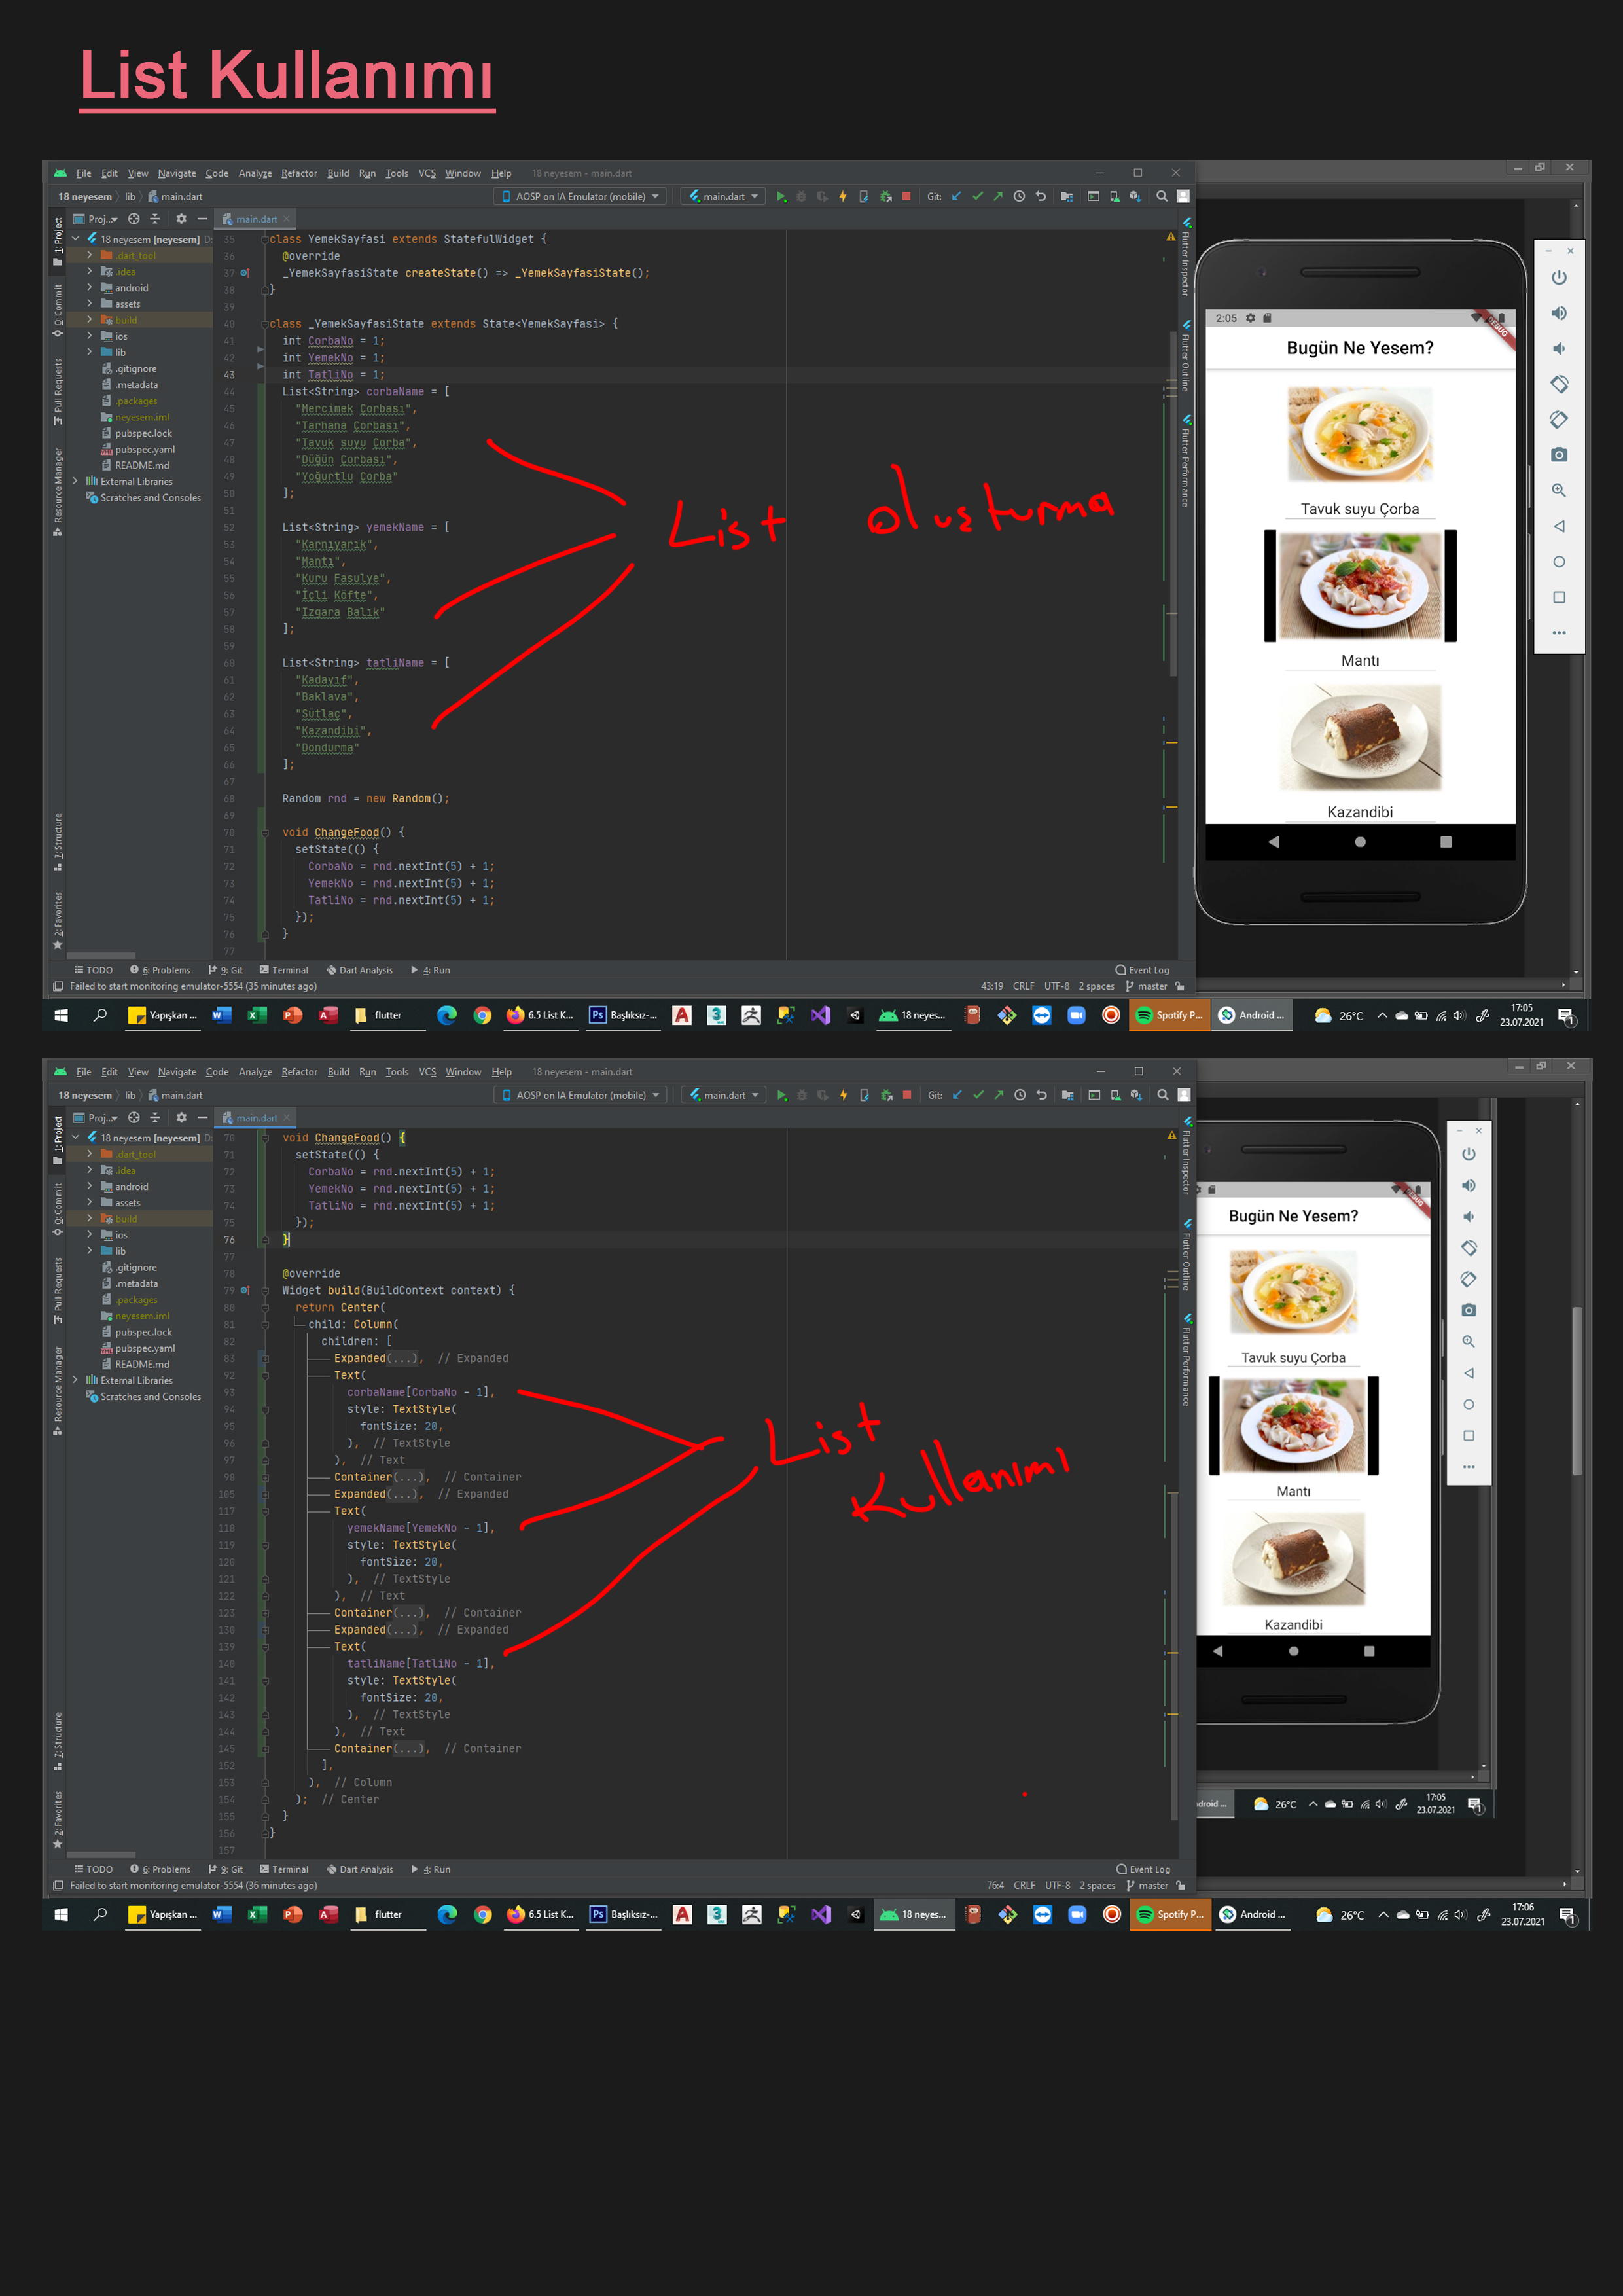 List Kullanımı
File Edit View Navigate Code Analyze Refactor Build Run Tools VCS Window Help 18 neyesem - main.dart
18 neyesem lib main.dart AOSP on IA Emulator (mobile) main.dart Git:
Proj... main.dart
1: Project
0: Commit
Pull Requests
Resource Manager
7: Structure
2: Favorites
18 neyesem [neyesem] D:
.dart_tool
.idea
android
assets
build
ios
lib
.gitignore
.metadata
.packages
neyesem.iml
pubspec.lock
pubspec.yaml
README.md
External Libraries
Scratches and Consoles
35 class YemekSayfasi extends StatefulWidget {
36 @override
37 _YemekSayfasiState createState() => _YemekSayfasiState();
38 }
39
40 class _YemekSayfasiState extends State<YemekSayfasi> {
41 int CorbaNo = 1;
42 int YemekNo = 1;
43 int TatliNo = 1;
44 List<String> corbaName = [
45 "Mercimek Çorbası",
46 "Tarhana Çorbası",
47 "Tavuk suyu Çorba",
48 "Düğün Çorbası",
49 "Yoğurtlu Çorba"
50 ];
51
52 List<String> yemekName = [
53 "Karnıyarık",
54 "Mantı",
55 "Kuru Fasulye",
56 "İçli Köfte",
57 "Izgara Balık"
58 ];
59
60 List<String> tatliName = [
61 "Kadayıf",
62 "Baklava",
63 "Sütlaç",
64 "Kazandibi",
65 "Dondurma"
66 ];
67
68 Random rnd = new Random();
69
70 void ChangeFood() {
71 setState(() {
72 CorbaNo = rnd.nextInt(5) + 1;
73 YemekNo = rnd.nextInt(5) + 1;
74 TatliNo = rnd.nextInt(5) + 1;
75 });
76 }
77
List oluşturma
Flutter Inspector
Flutter Outline
Flutter Performance
2:05
DEBUG
Bugün Ne Yesem?
Tavuk suyu Çorba
Mantı
Kazandibi
TODO 6: Problems 9: Git Terminal Dart Analysis 4: Run Event Log
Failed to start monitoring emulator-5554 (35 minutes ago) 43:19 CRLF UTF-8 2 spaces master
Yapışkan ... flutter 6.5 List K... Başlıksız-... 18 neyes... Spotify P... Android ... 26°C 17:05
23.07.2021
File Edit View Navigate Code Analyze Refactor Build Run Tools VCS Window Help 18 neyesem - main.dart
18 neyesem lib main.dart AOSP on IA Emulator (mobile) main.dart Git:
Proj... main.dart
1: Project
0: Commit
Pull Requests
Resource Manager
7: Structure
2: Favorites
18 neyesem [neyesem] D:
.dart_tool
.idea
android
assets
build
ios
lib
.gitignore
.metadata
.packages
neyesem.iml
pubspec.lock
pubspec.yaml
README.md
External Libraries
Scratches and Consoles
70 void ChangeFood() {
71 setState(() {
72 CorbaNo = rnd.nextInt(5) + 1;
73 YemekNo = rnd.nextInt(5) + 1;
74 TatliNo = rnd.nextInt(5) + 1;
75 });
76 }
77
78 @override
79 Widget build(BuildContext context) {
80 return Center(
81 child: Column(
82 children: [
83 Expanded(...), // Expanded
92 Text(
93 corbaName[CorbaNo - 1],
94 style: TextStyle(
95 fontSize: 20,
96 ), // TextStyle
97 ), // Text
98 Container(...), // Container
105 Expanded(...), // Expanded
117 Text(
118 yemekName[YemekNo - 1],
119 style: TextStyle(
120 fontSize: 20,
121 ), // TextStyle
122 ), // Text
123 Container(...), // Container
130 Expanded(...), // Expanded
139 Text(
140 tatliName[TatliNo - 1],
141 style: TextStyle(
142 fontSize: 20,
143 ), // TextStyle
144 ), // Text
145 Container(...), // Container
152 ],
153 ), // Column
154 ); // Center
155 }
156 }
157
List
Kullanımı
Flutter Inspector
Flutter Outline
Flutter Performance
DEBUG
Bugün Ne Yesem?
Tavuk suyu Çorba
Mantı
Kazandibi
ndroid ... 26°C 17:05
23.07.2021
TODO 6: Problems 9: Git Terminal Dart Analysis 4: Run Event Log
Failed to start monitoring emulator-5554 (36 minutes ago) 76:4 CRLF UTF-8 2 spaces master
Yapışkan ... flutter 6.5 List K... Başlıksız-... 18 neyes... Spotify P... Android ... 26°C 17:06
23.07.2021